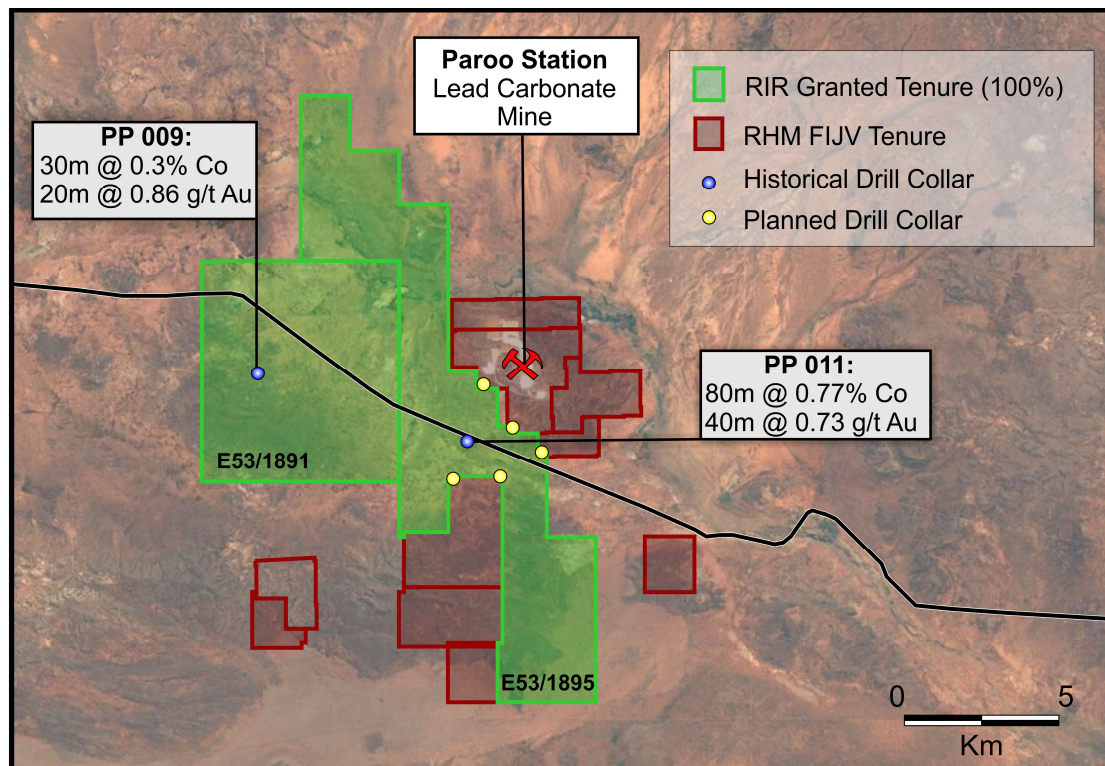 Paroo Station
Lead Carbonate
Mine
RIR Granted Tenure (100%)
RHM FIJV Tenure
Historical Drill Collar
Planned Drill Collar
PP 009:
30m @ 0.3% Co
20m @ 0.86 g/t Au
PP 011:
80m @ 0.77% Co
40m @ 0.73 g/t Au
E53/1891
E53/1895
0 5
Km